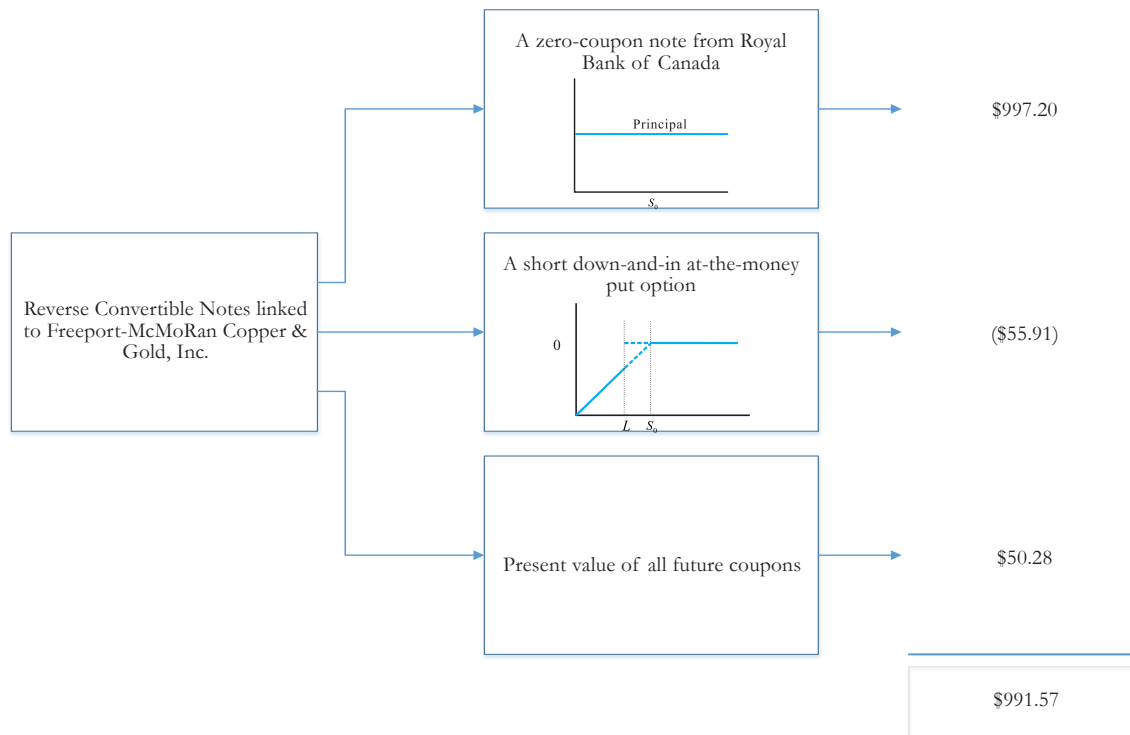 A zero-coupon note from Royal
Bank of Canada
Principal
S₀
$997.20
Reverse Convertible Notes linked
to Freeport-McMoRan Copper &
Gold, Inc.
A short down-and-in at-the-money
put option
0
L S₀
($55.91)
Present value of all future coupons
$50.28
$991.57